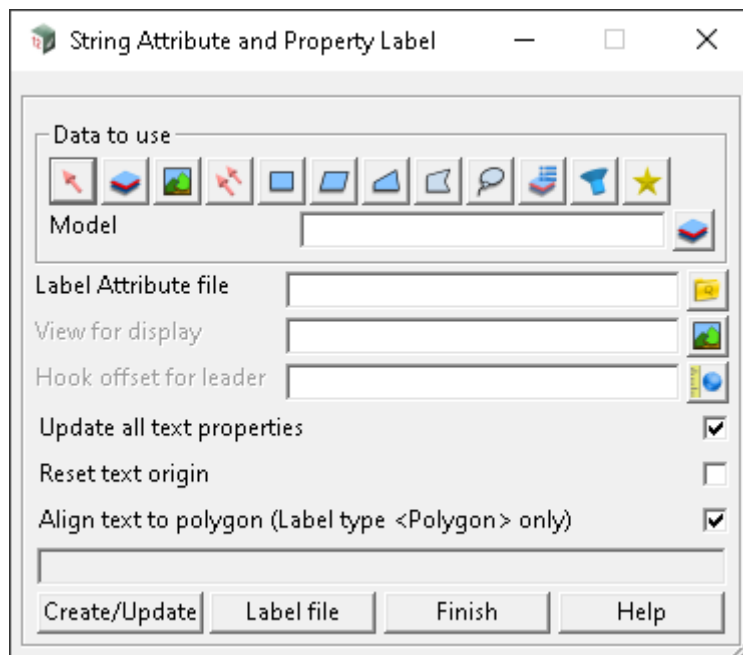 String Attribute and Property Label
Data to use
Model
Label Attribute file
View for display
Hook offset for leader
Update all text properties
Reset text origin
Align text to polygon (Label type <Polygon> only)
Create/Update Label file Finish Help